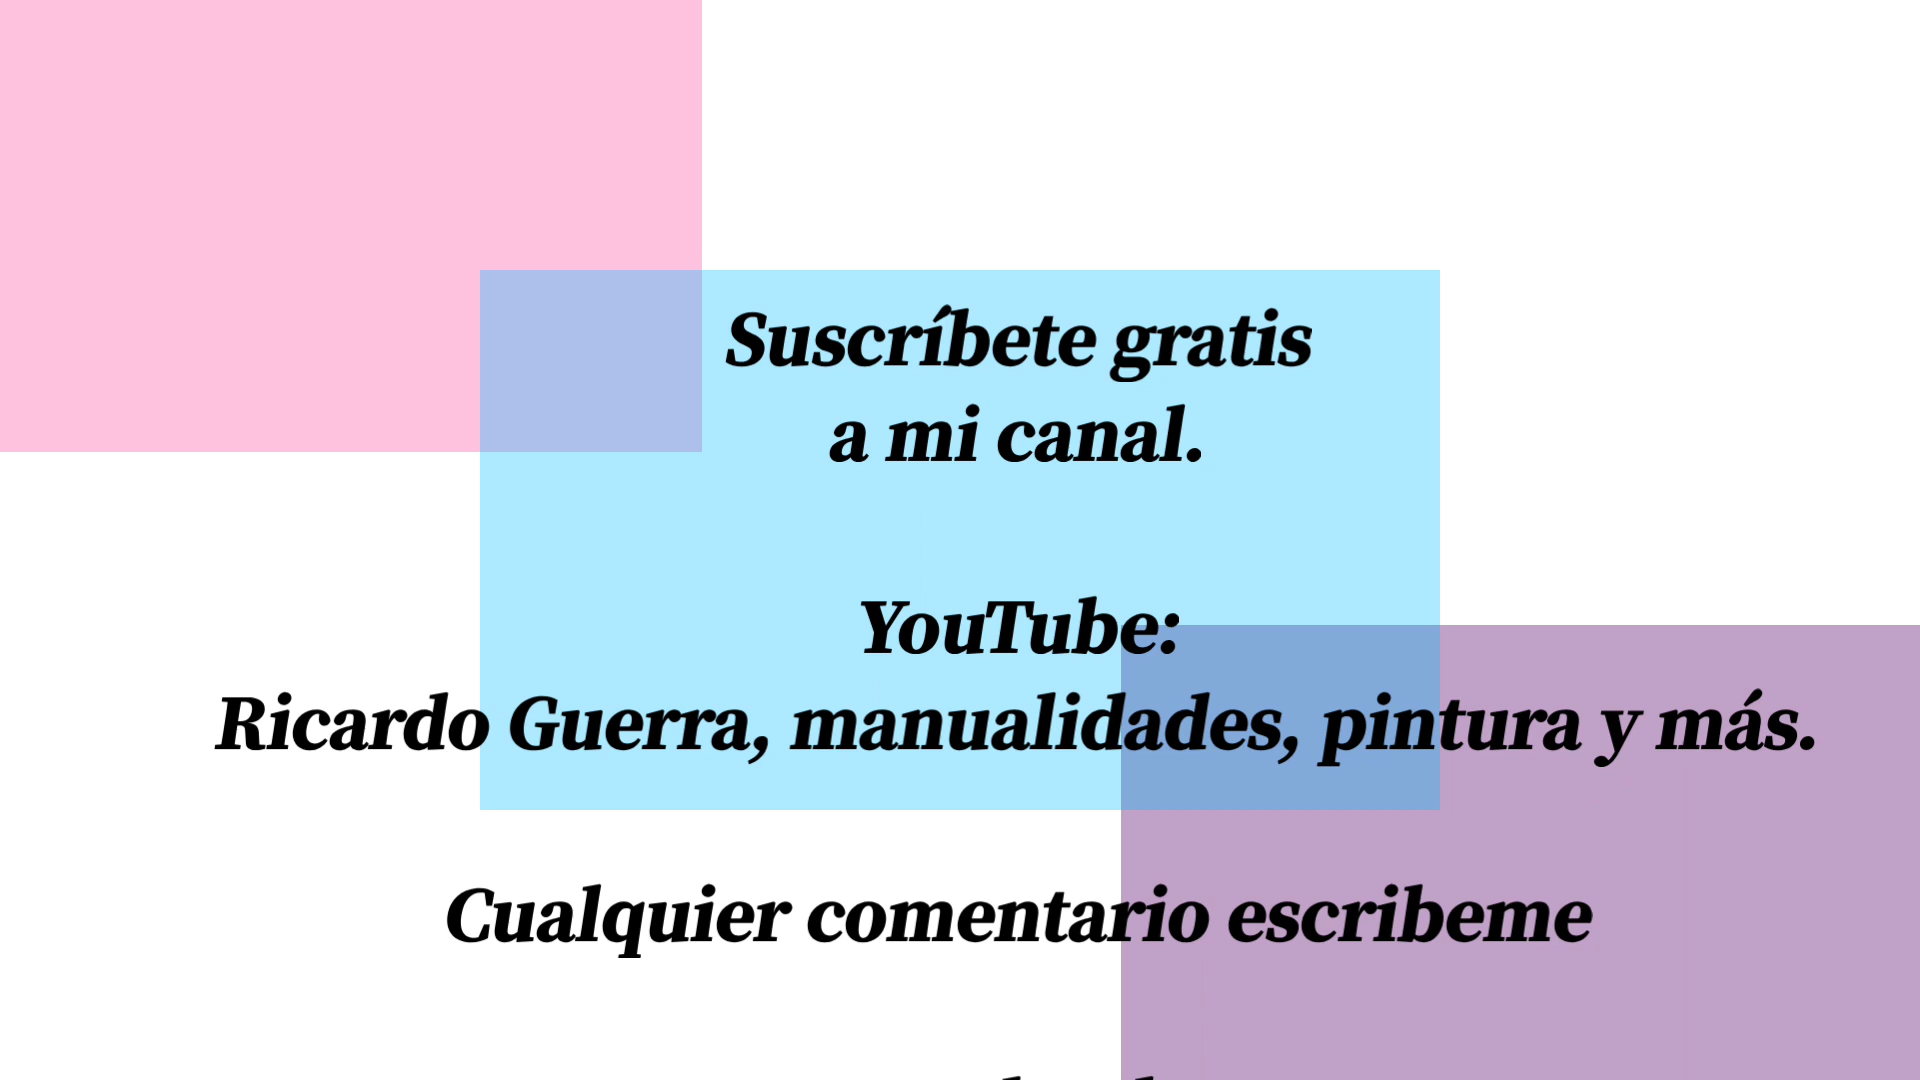 Suscríbete gratis
a mi canal.
YouTube:
Ricardo Guerra, manualidades, pintura y más.
Cualquier comentario escribeme